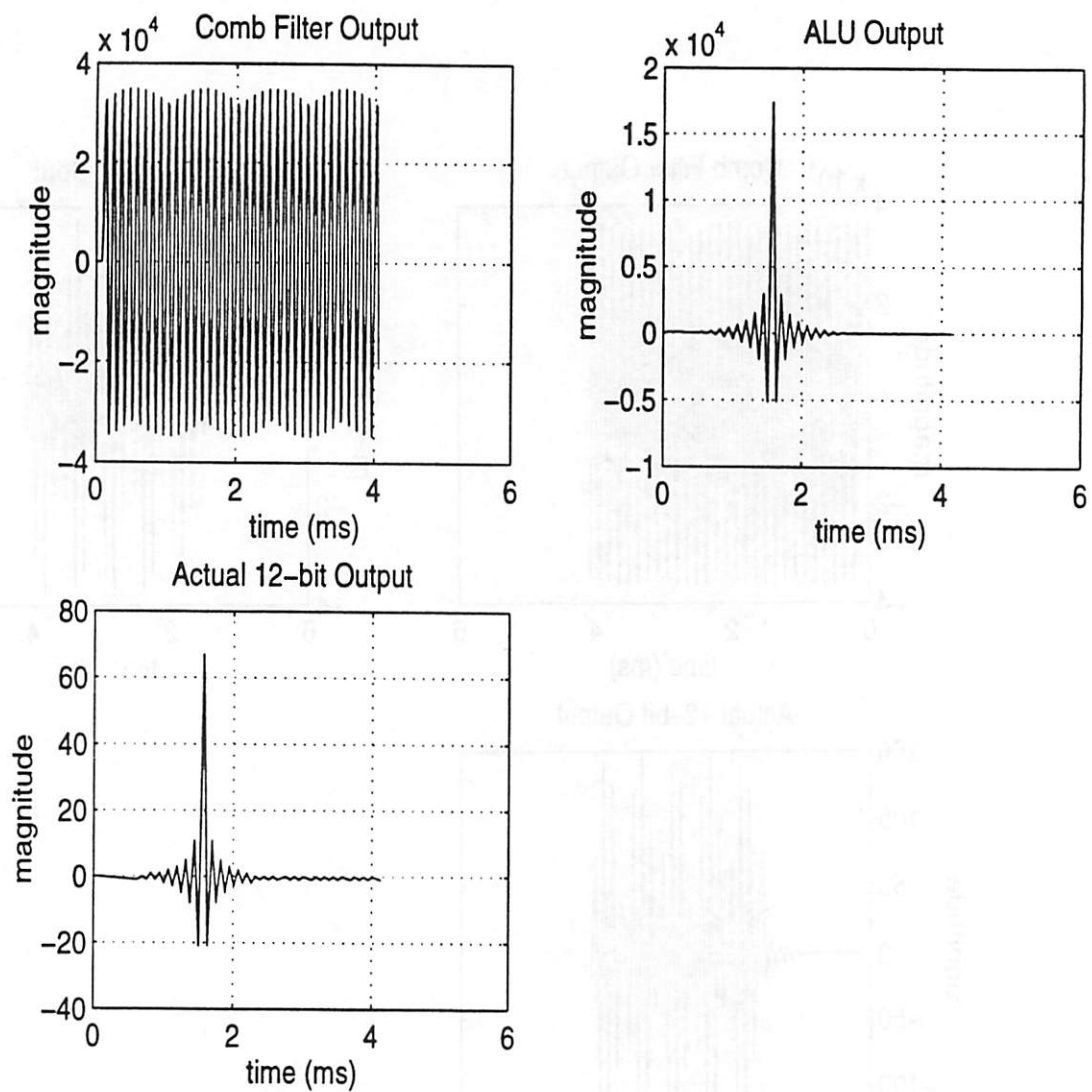 Comb Filter Output
x 10^4
4
2
0
−2
−4
magnitude
0 2 4 6
time (ms)
ALU Output
x 10^4
2
1.5
1
0.5
0
−0.5
−1
magnitude
0 2 4 6
time (ms)
Actual 12−bit Output
80
60
40
20
0
−20
−40
magnitude
0 2 4 6
time (ms)